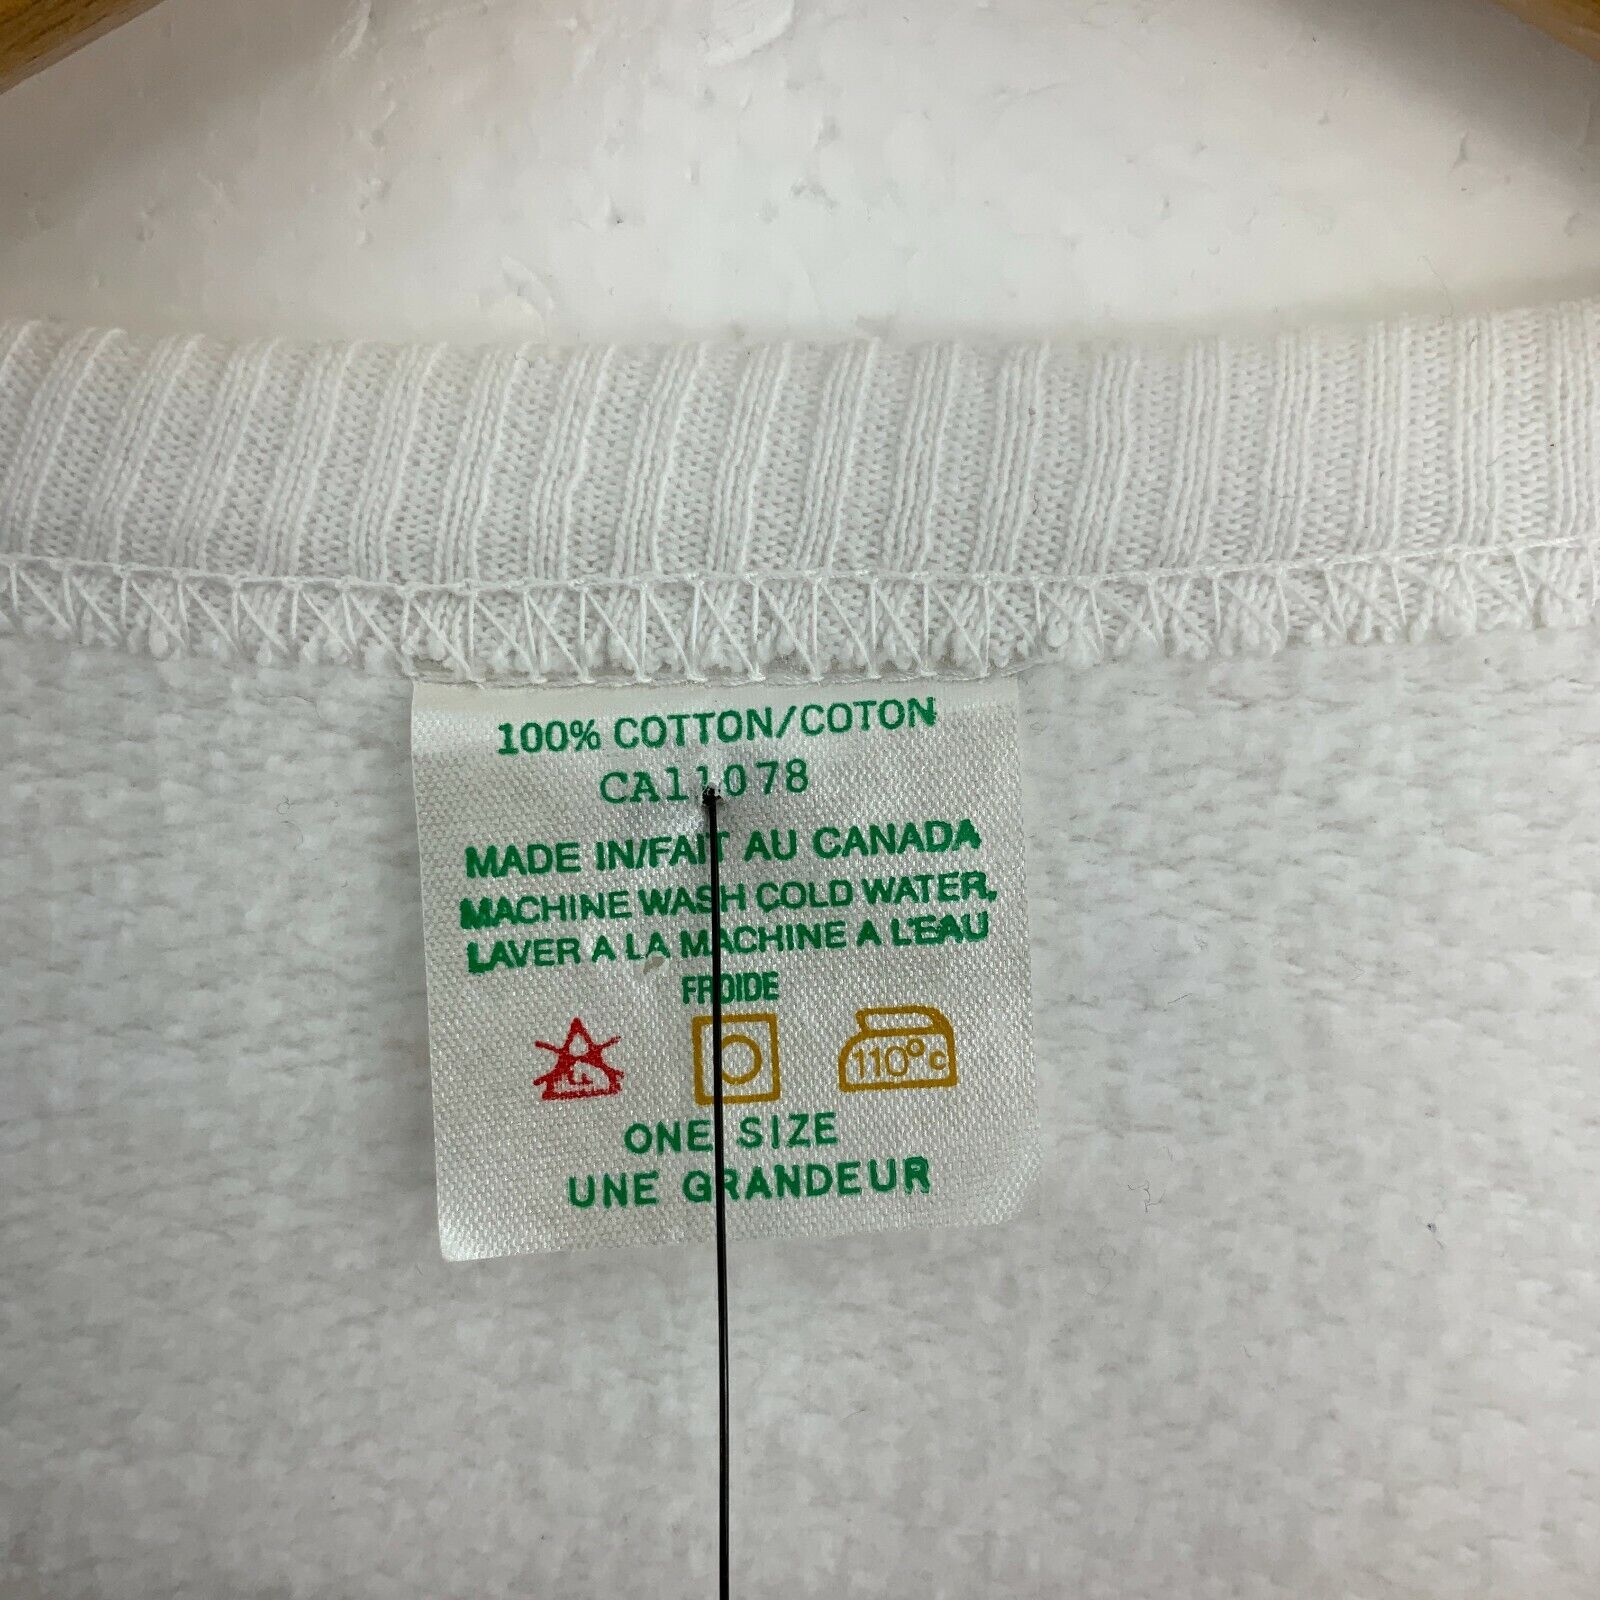 100% COTTON/COTON
CA11078
MADE IN/FAIT AU CANADA
MACHINE WASH COLD WATER,
LAVER A LA MACHINE A L'EAU
FROIDE
110°C
ONE SIZE
UNE GRANDEUR